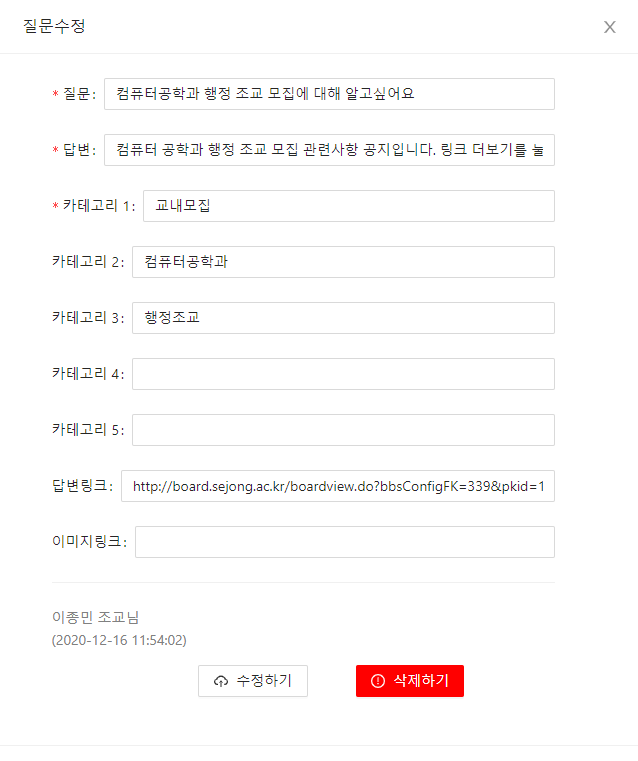 질문수정
* 질문: 컴퓨터공학과 행정 조교 모집에 대해 알고싶어요
* 답변: 컴퓨터 공학과 행정 조교 모집 관련사항 공지입니다. 링크 더보기를 눌
* 카테고리 1: 교내모집
카테고리 2: 컴퓨터공학과
카테고리 3: 행정조교
카테고리 4:
카테고리 5:
답변링크: http://board.sejong.ac.kr/boardview.do?bbsConfigFK=339&pkid=1
이미지링크:
이종민 조교님
(2020-12-16 11:54:02)
수정하기 삭제하기